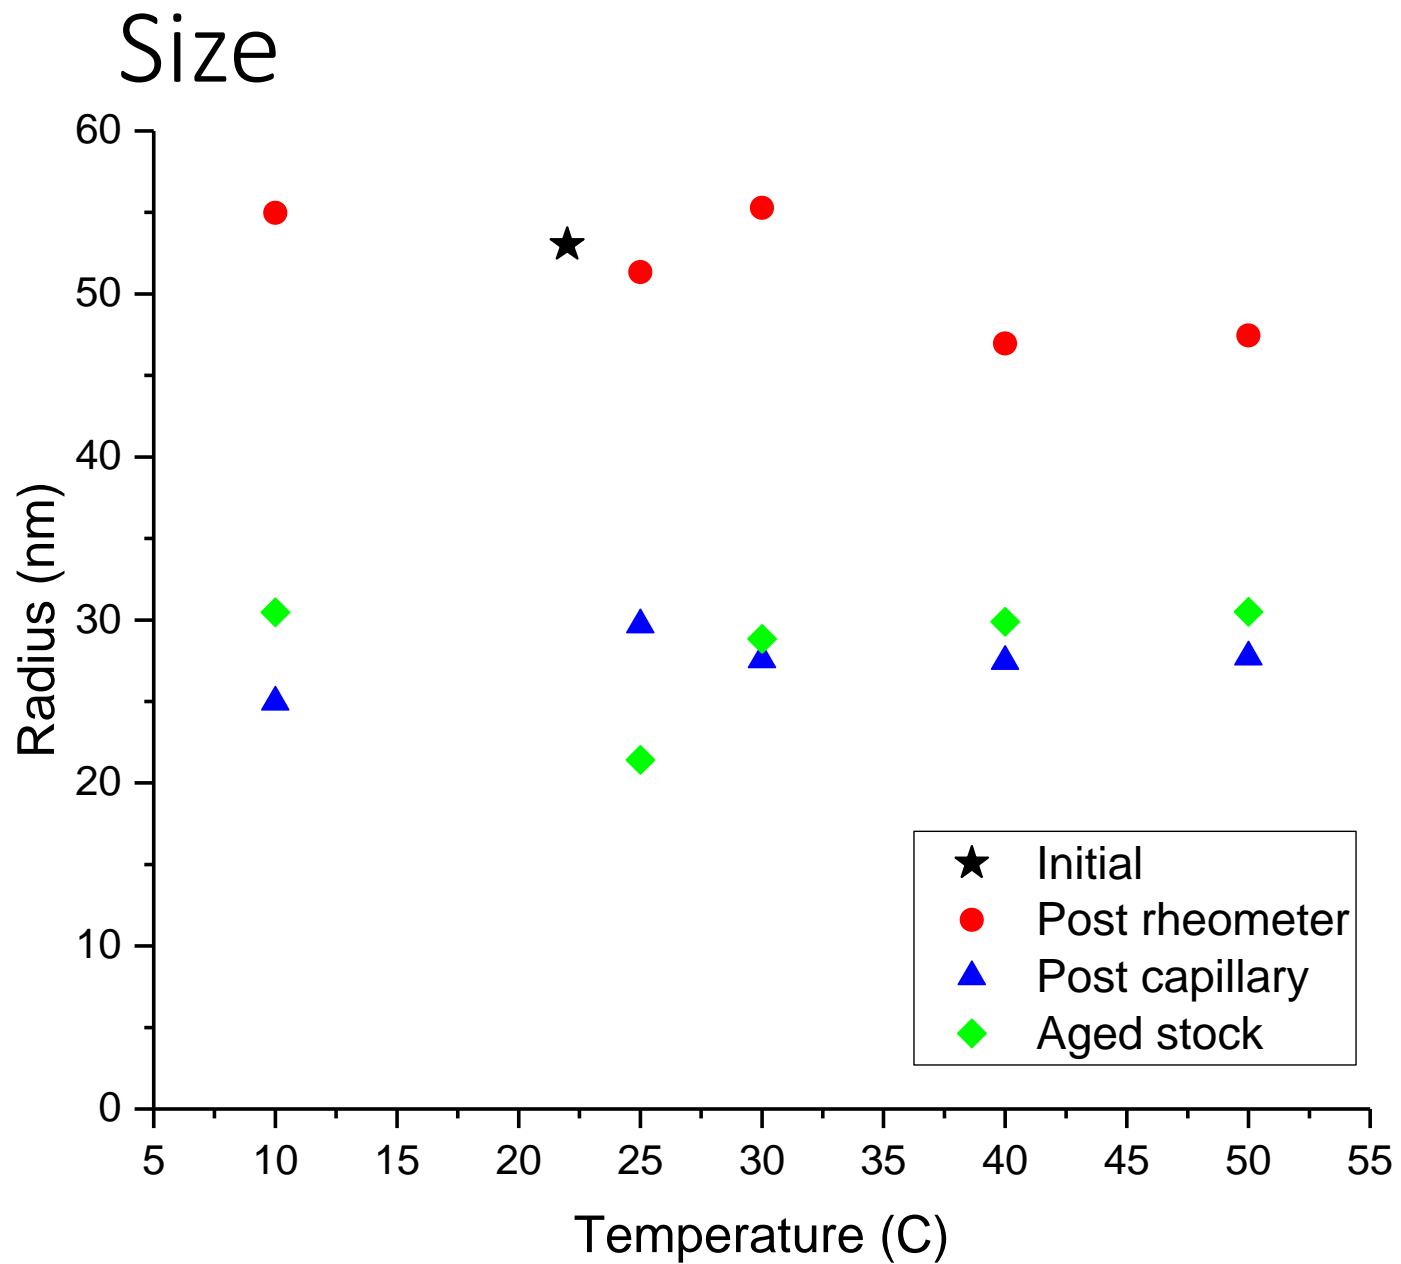 Size
60
50
40
30
20
10
0
Radius (nm)
Initial
Post rheometer
Post capillary
Aged stock
5 10 15 20 25 30 35 40 45 50 55
Temperature (C)